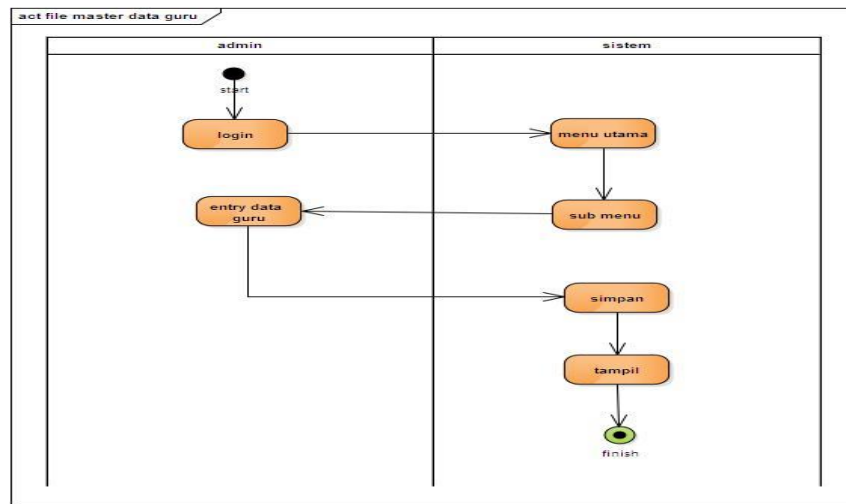 act file master data guru
admin
sistem
start
login
menu utama
entry data
guru
sub menu
simpan
tampil
finish